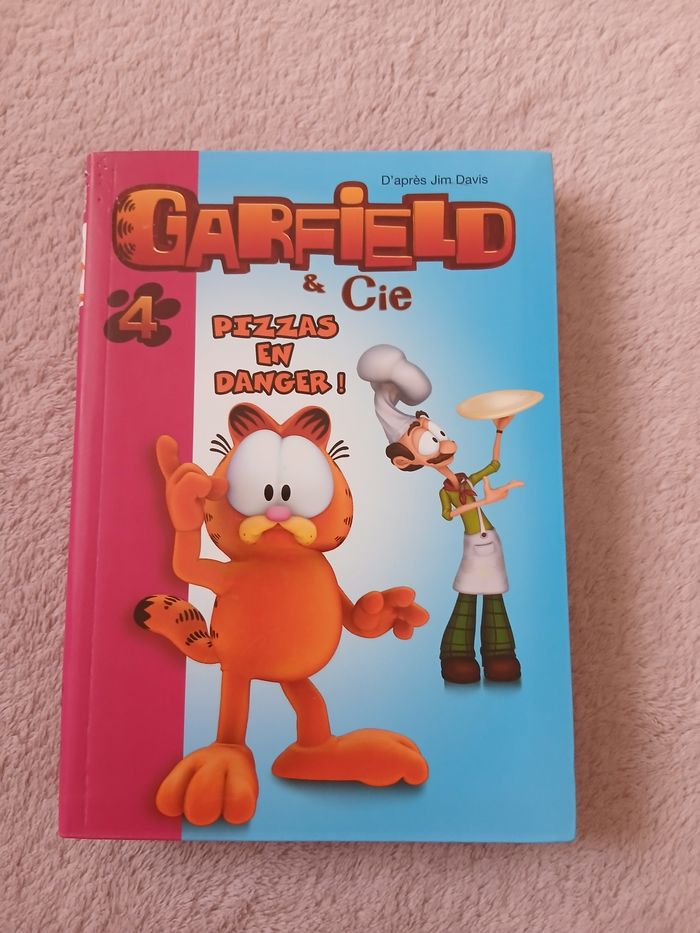 D'après Jim Davis
GARFIELD
& Cie
4
PIZZAS
EN
DANGER !